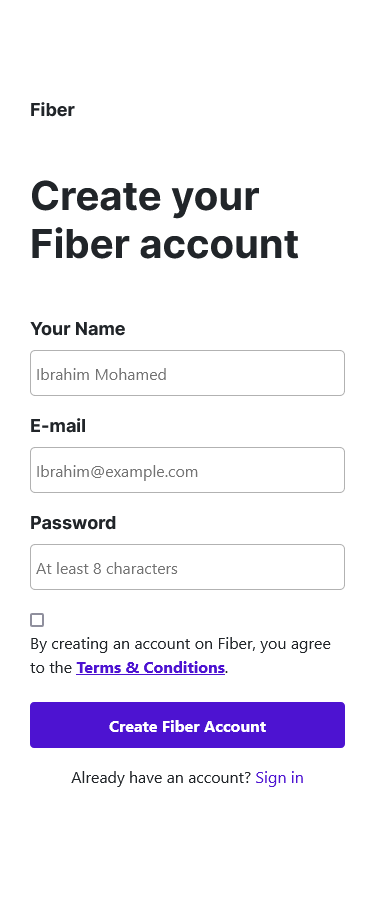 Fiber
Create your
Fiber account
Your Name
Ibrahim Mohamed
E-mail
Ibrahim@example.com
Password
At least 8 characters
By creating an account on Fiber, you agree
to the Terms & Conditions.
Create Fiber Account
Already have an account? Sign in